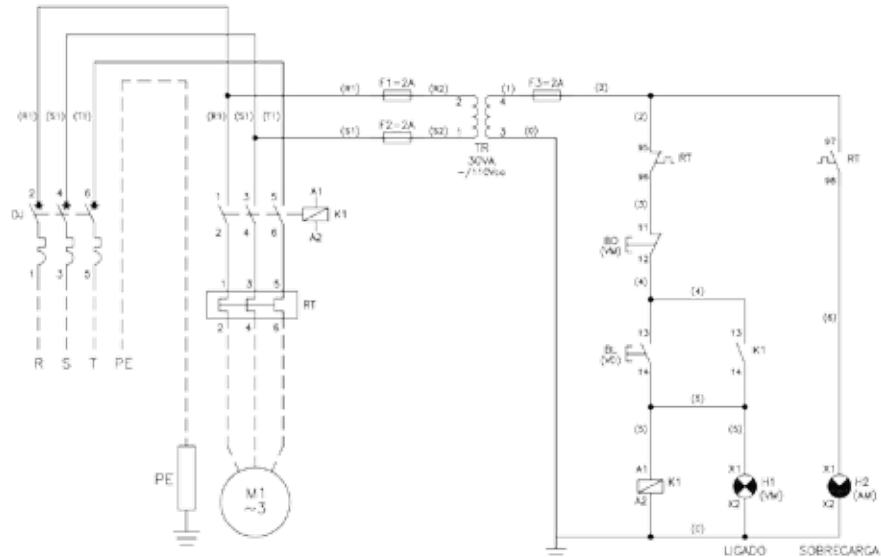 (R1) (S1) (T1)
(R1) (S1) (T1)
(R1) F1-2A (R2)
(S1) F2-2A (S2)
2 4
1 3
TR
30VA
(1) F3-2A (2)
(0)
2 4 6
DJ
1 3 5
R S T PE
1 3 5
2 4 6
A1
K1
A2
1 3 5
RT
2 4 6
PE
M1
~3
(2)
95
RT
96
(3)
11
BD
(VM)
12
(4)
(4)
13
BL
(VD)
14
13
K1
14
(5)
(5) (5)
A1
K1
A2
X1
H1
(VM)
X2
97
RT
98
(6)
X1
H2
(AM)
X2
LIGADO
SOBRECARGA